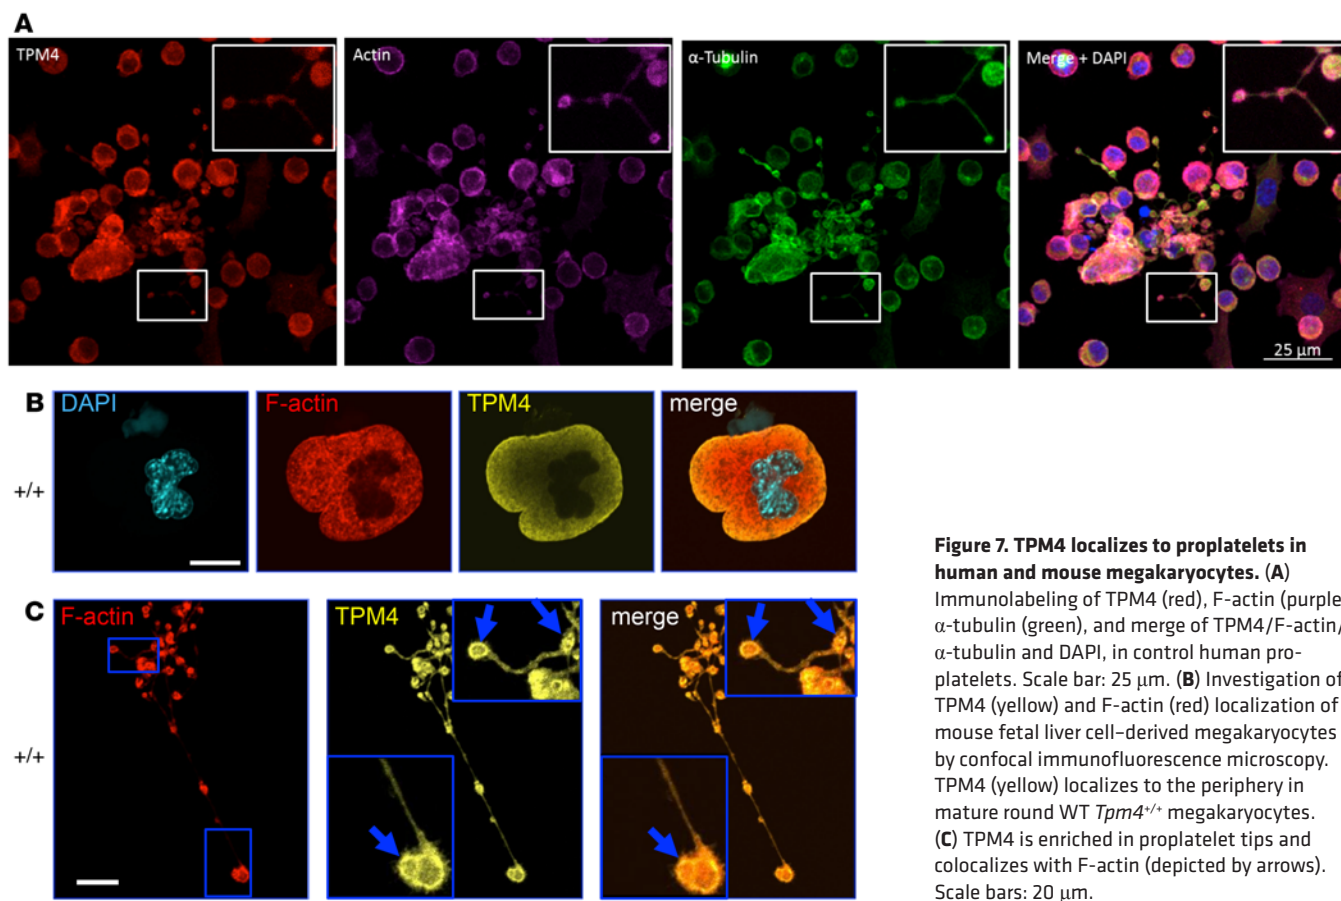 A
TPM4
Actin
α-Tubulin
Merge + DAPI
25 μm
B
DAPI
F-actin
TPM4
merge
+/+
C
F-actin
TPM4
merge
+/+
Figure 7. TPM4 localizes to proplatelets in
human and mouse megakaryocytes. (A)
Immunolabeling of TPM4 (red), F-actin (purple
α-tubulin (green), and merge of TPM4/F-actin/
α-tubulin and DAPI, in control human pro-
platelets. Scale bar: 25 μm. (B) Investigation of
TPM4 (yellow) and F-actin (red) localization of
mouse fetal liver cell–derived megakaryocytes
by confocal immunofluorescence microscopy.
TPM4 (yellow) localizes to the periphery in
mature round WT Tpm4+/+ megakaryocytes.
(C) TPM4 is enriched in proplatelet tips and
colocalizes with F-actin (depicted by arrows).
Scale bars: 20 μm.